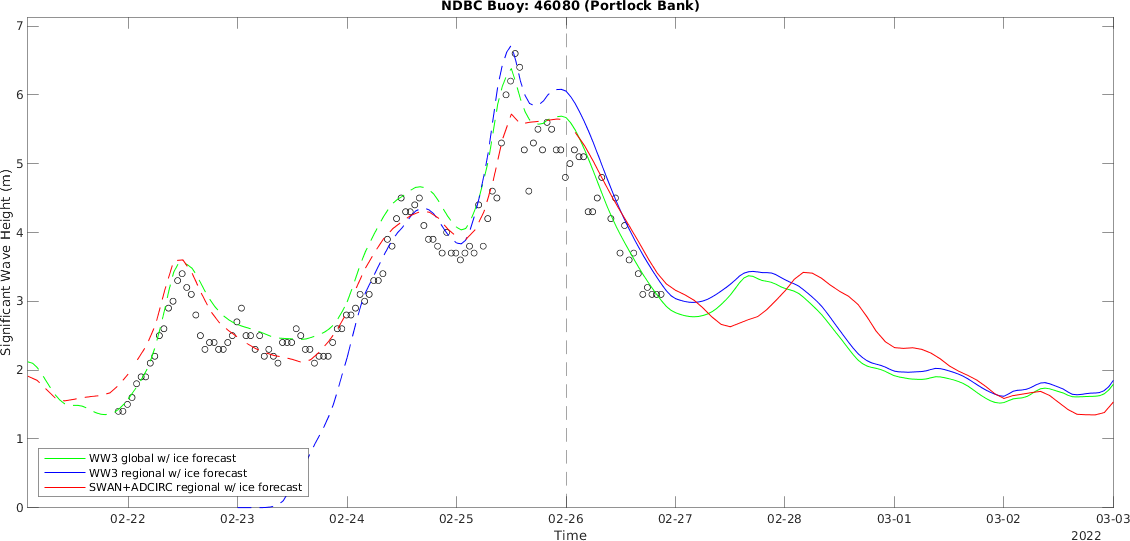 NDBC Buoy: 46080 (Portlock Bank)
7
6
5
4
3
2
1
0
Significant Wave Height (m)
WW3 global w/ ice forecast
WW3 regional w/ ice forecast
SWAN+ADCIRC regional w/ ice forecast
02-22 02-23 02-24 02-25 02-26 02-27 02-28 03-01 03-02 03-03
Time
2022